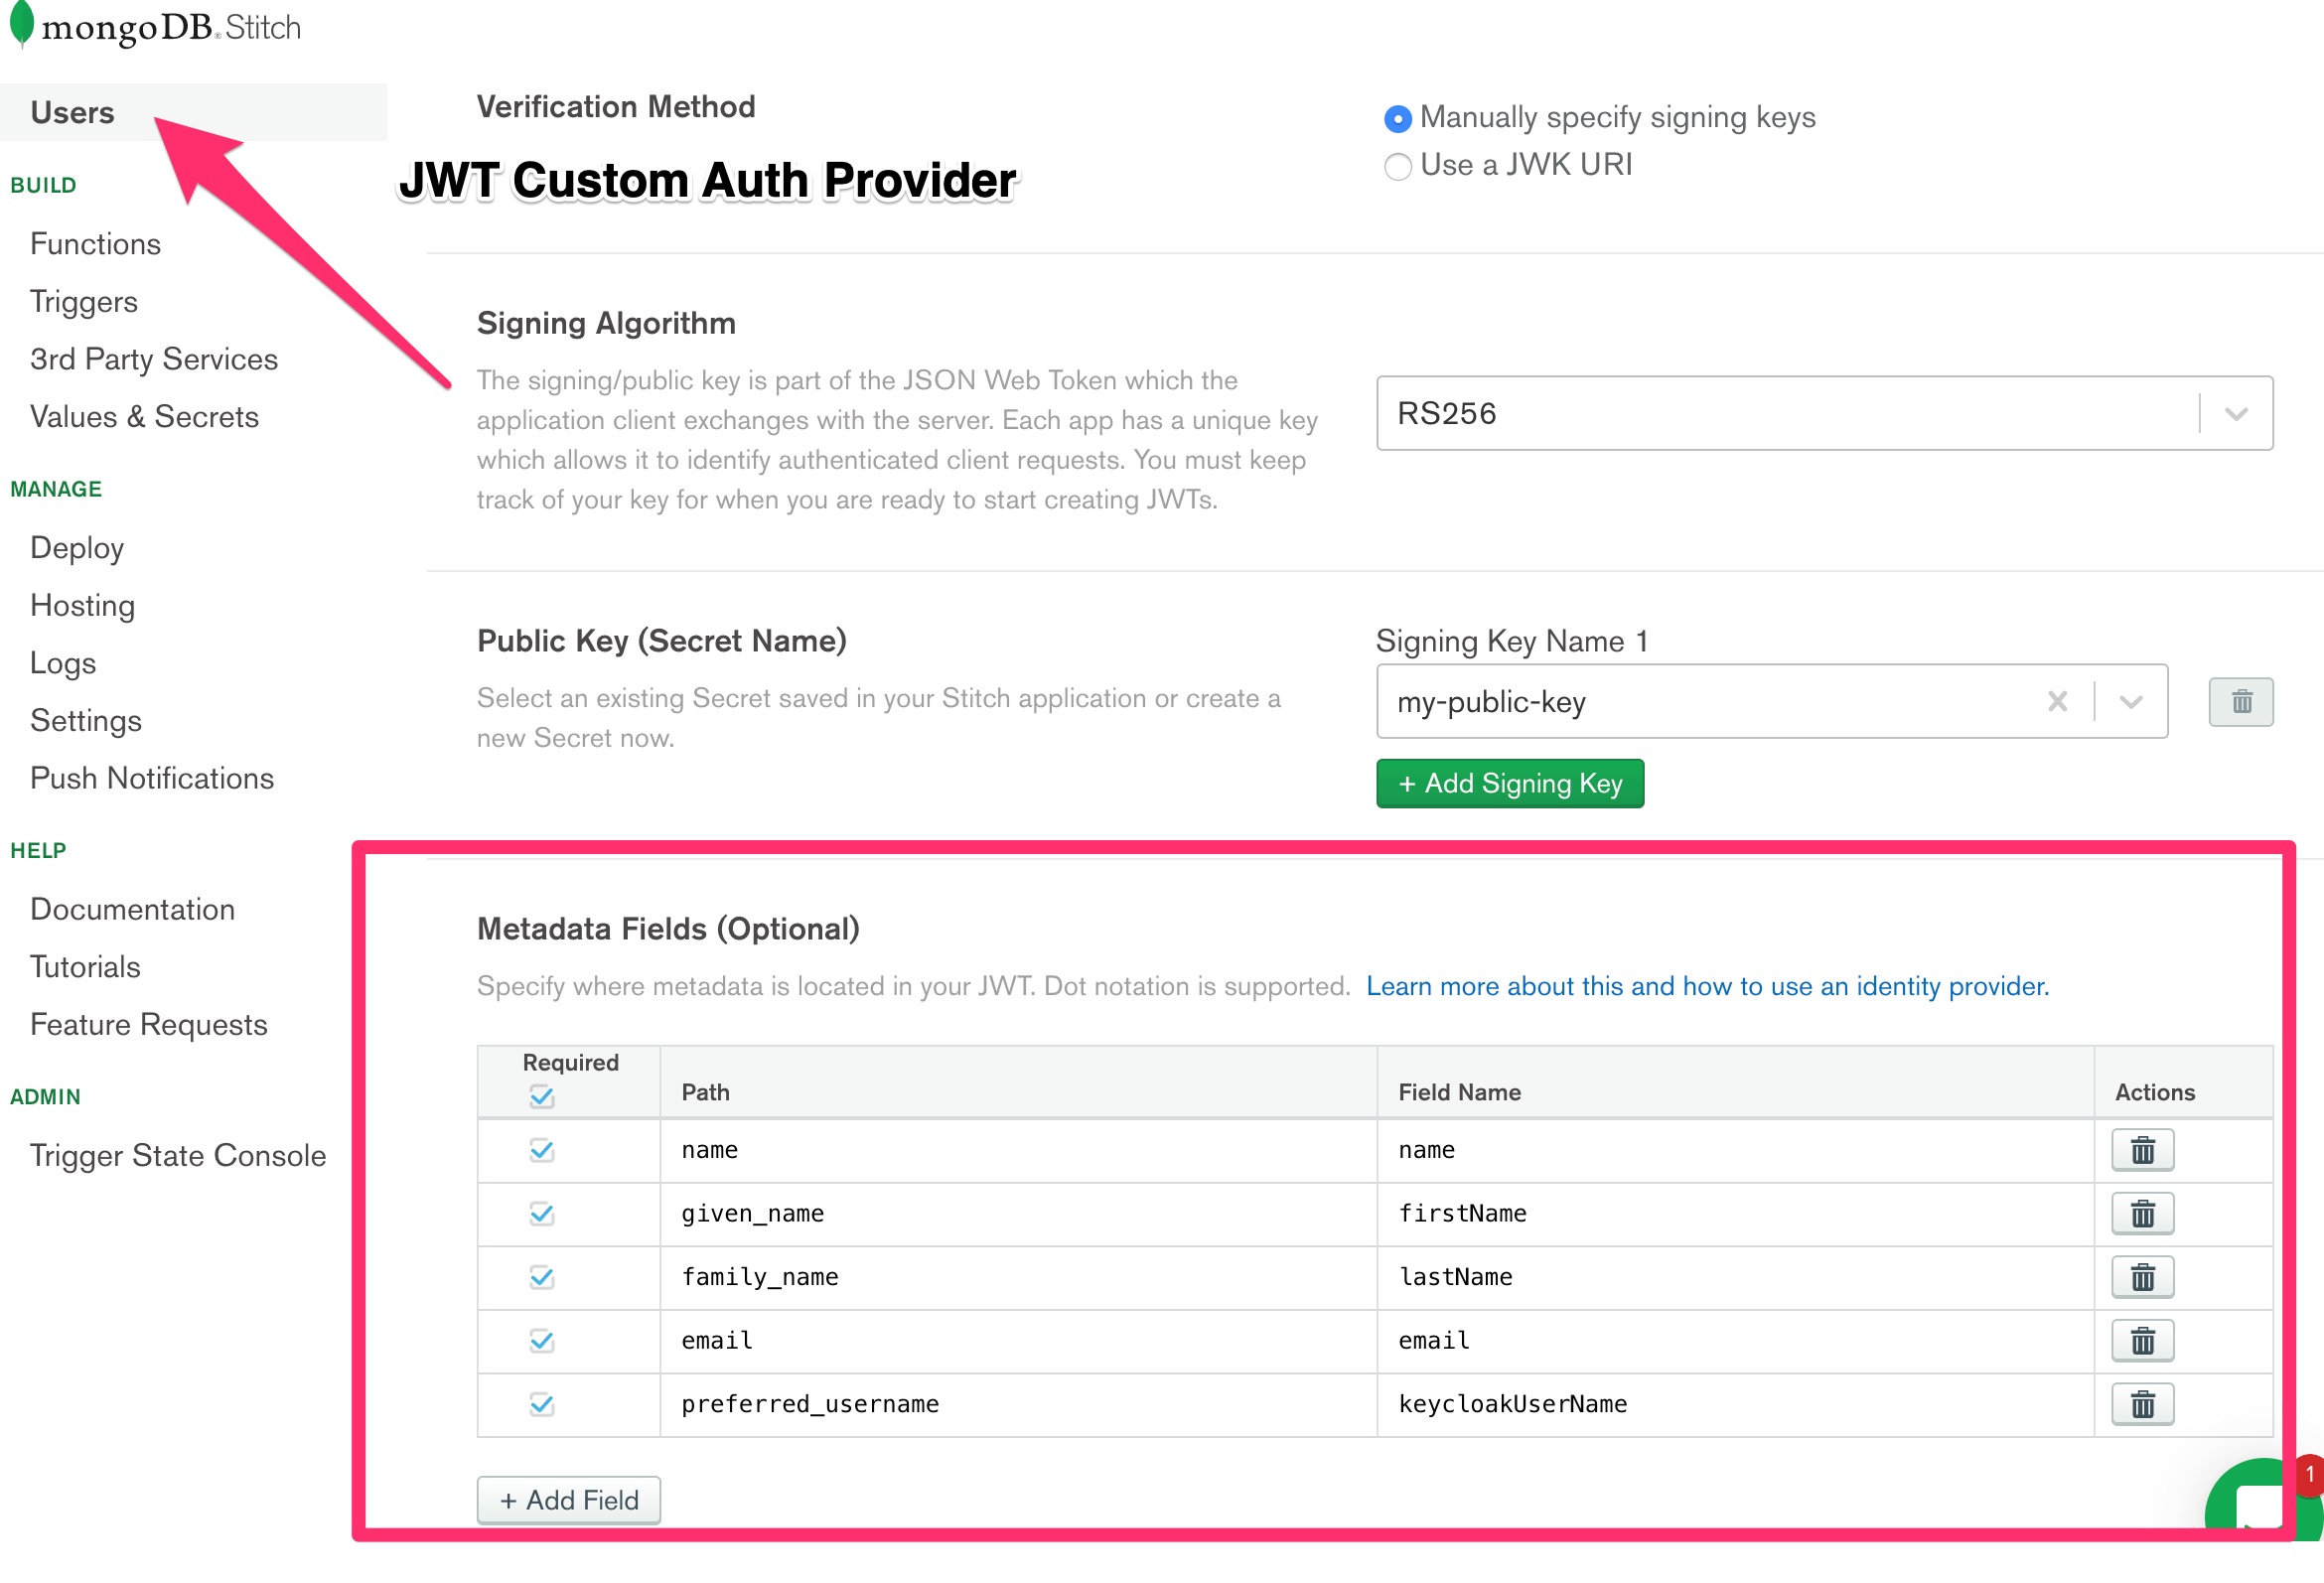 mongoDB® Stitch
Users
BUILD
Functions
Triggers
3rd Party Services
Values & Secrets
MANAGE
Deploy
Hosting
Logs
Settings
Push Notifications
HELP
Documentation
Tutorials
Feature Requests
ADMIN
Trigger State Console
Verification Method
Manually specify signing keys
Use a JWK URI
JWT Custom Auth Provider
Signing Algorithm
The signing/public key is part of the JSON Web Token which the
application client exchanges with the server. Each app has a unique key
which allows it to identify authenticated client requests. You must keep
track of your key for when you are ready to start creating JWTs.
RS256
Public Key (Secret Name)
Select an existing Secret saved in your Stitch application or create a
new Secret now.
Signing Key Name 1
my-public-key
+ Add Signing Key
Metadata Fields (Optional)
Specify where metadata is located in your JWT. Dot notation is supported. Learn more about this and how to use an identity provider.
Required Path Field Name Actions
name name
given_name firstName
family_name lastName
email email
preferred_username keycloakUserName
+ Add Field
1